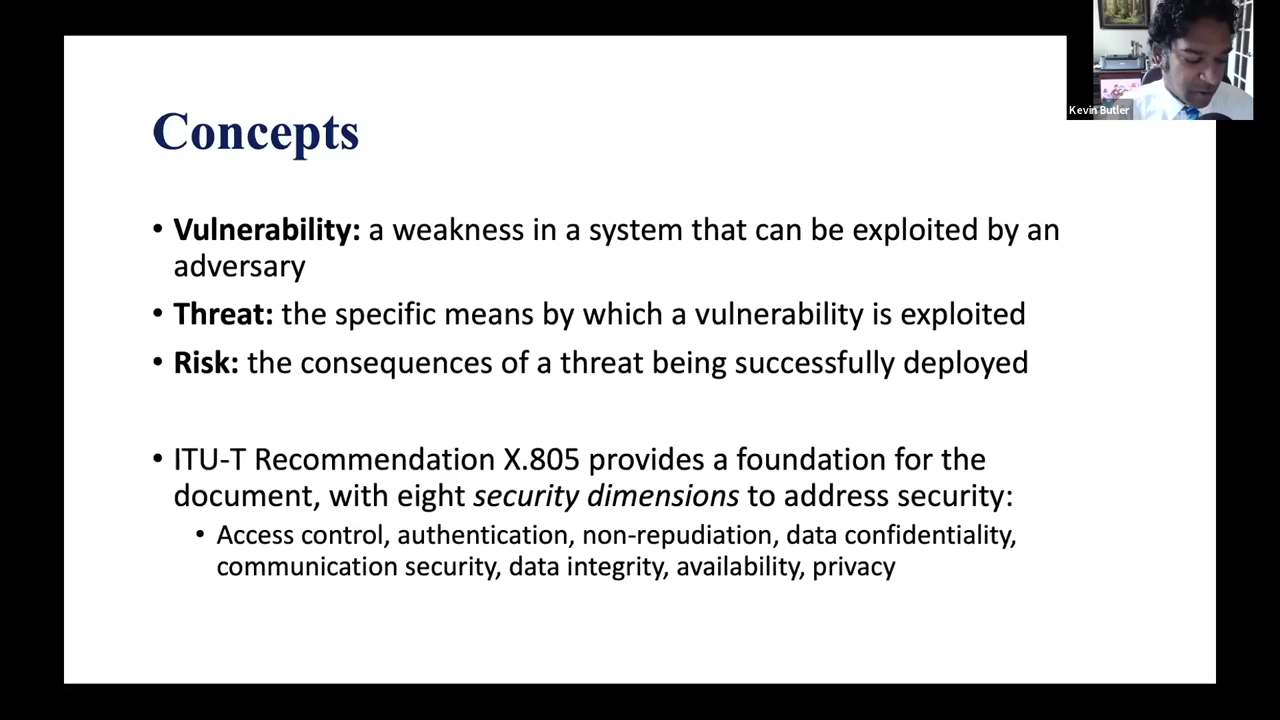 Kevin Butler
Concepts
• Vulnerability: a weakness in a system that can be exploited by an
adversary
• Threat: the specific means by which a vulnerability is exploited
• Risk: the consequences of a threat being successfully deployed
• ITU-T Recommendation X.805 provides a foundation for the
document, with eight security dimensions to address security:
• Access control, authentication, non-repudiation, data confidentiality,
communication security, data integrity, availability, privacy